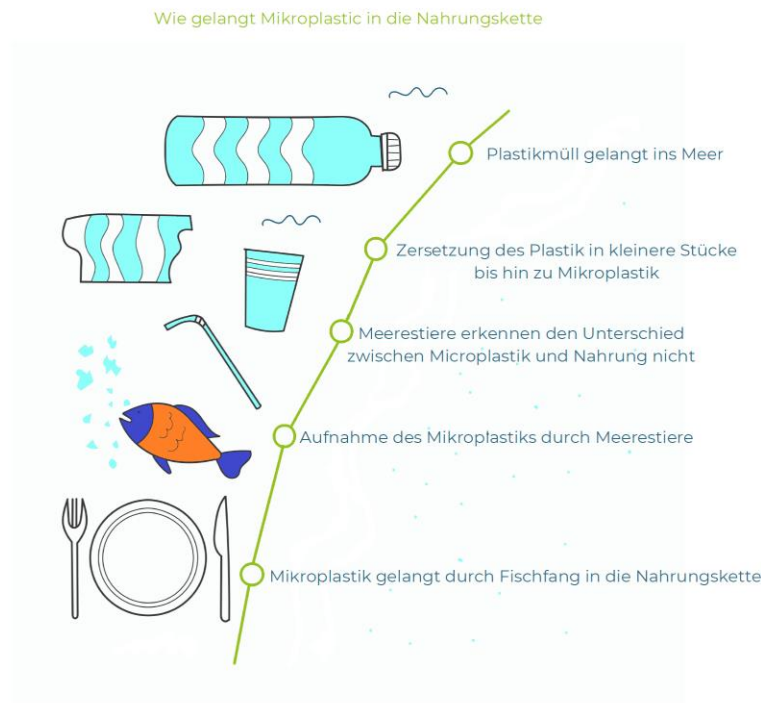 Wie gelangt Mikroplastic in die Nahrungskette
Plastikmüll gelangt ins Meer
Zersetzung des Plastik in kleinere Stücke
bis hin zu Mikroplastik
Meerestiere erkennen den Unterschied
zwischen Microplastik und Nahrung nicht
Aufnahme des Mikroplastiks durch Meerestiere
Mikroplastik gelangt durch Fischfang in die Nahrungskette